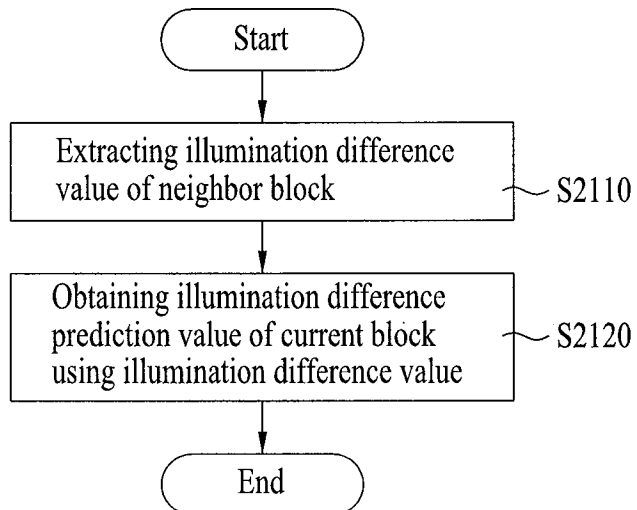 Start
Extracting illumination difference
value of neighbor block
S2110
Obtaining illumination difference
prediction value of current block
using illumination difference value
S2120
End